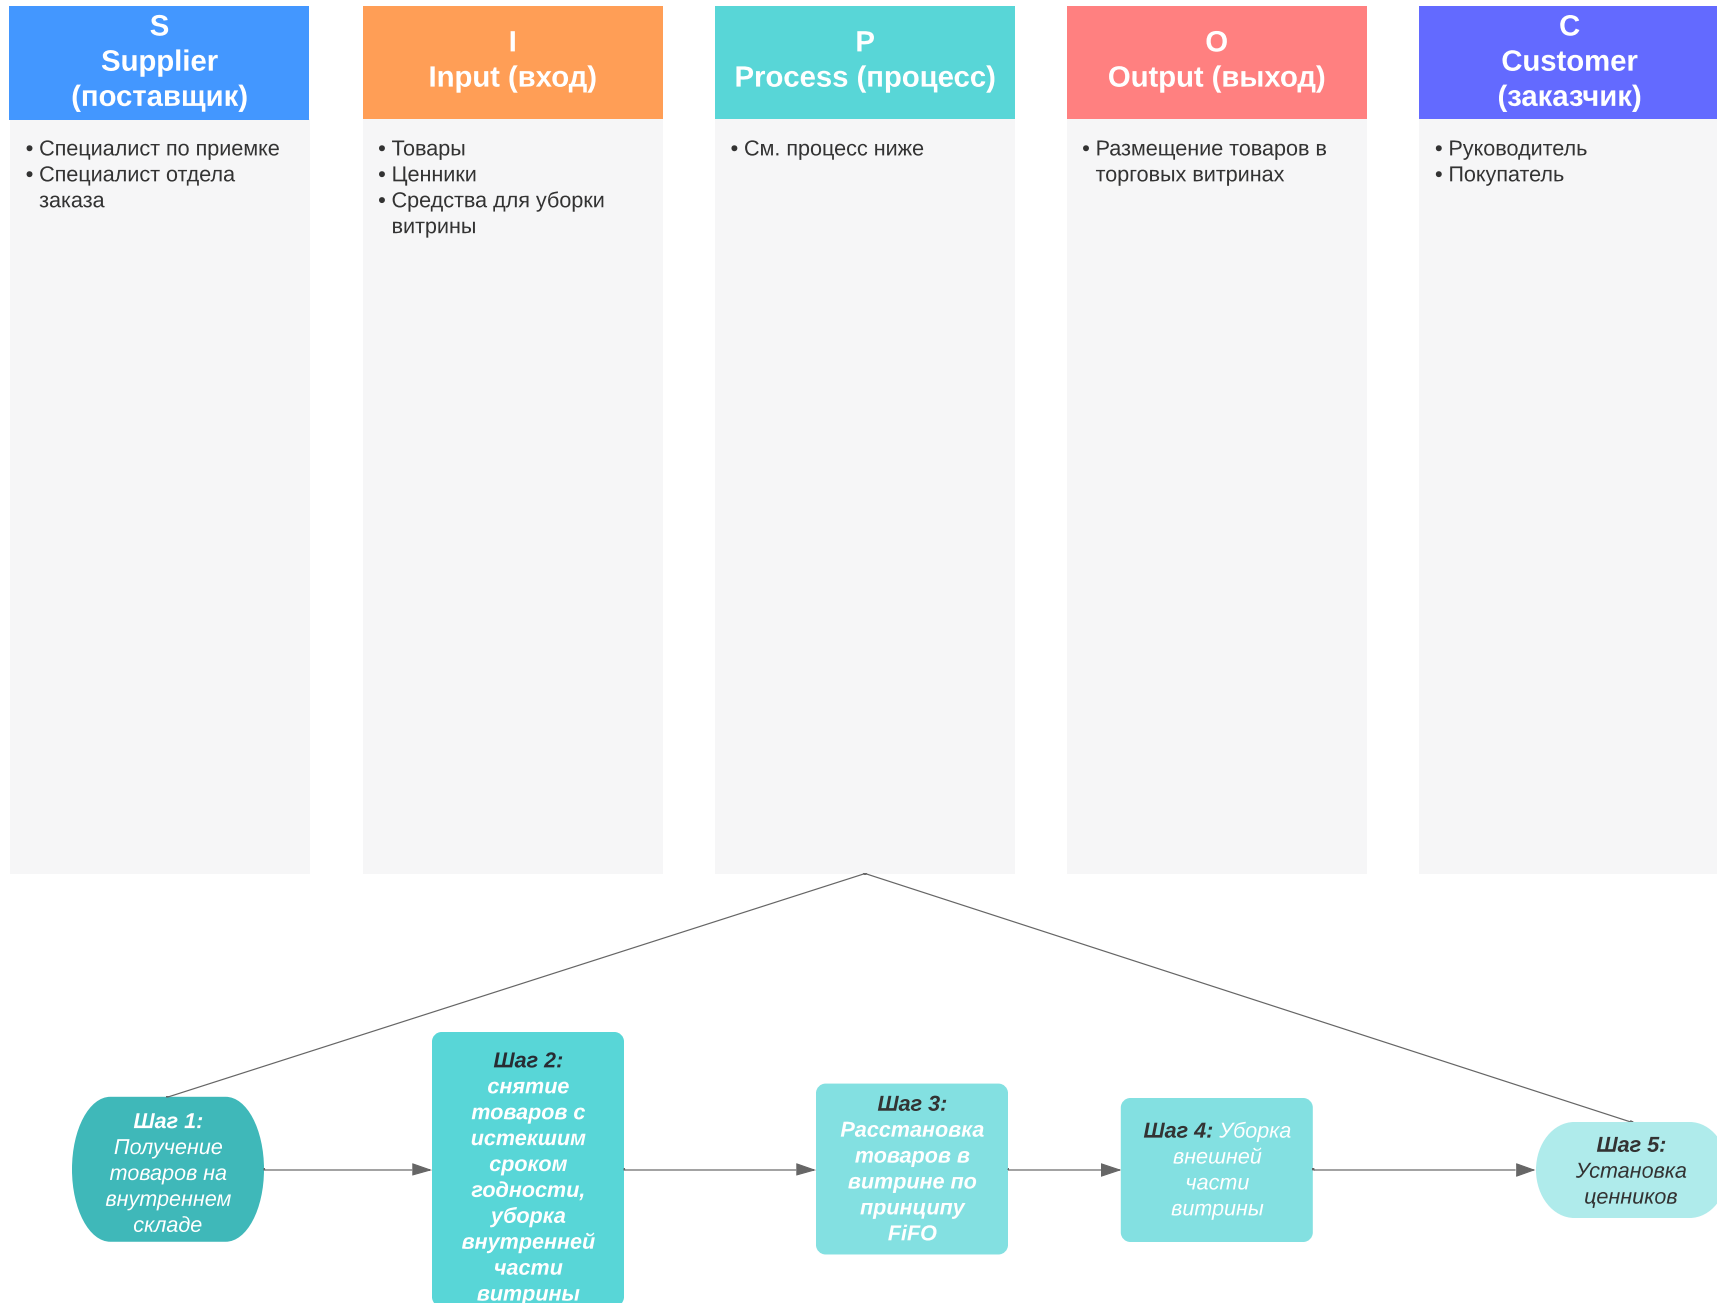 S
Supplier
(поставщик)
• Специалист по приемке
• Специалист отдела
заказа
I
Input (вход)
• Товары
• Ценники
• Средства для уборки
витрины
P
Process (процесс)
• См. процесс ниже
O
Output (выход)
• Размещение товаров в
торговых витринах
C
Customer
(заказчик)
• Руководитель
• Покупатель
Шаг 1:
Получение
товаров на
внутреннем
складе
Шаг 2:
снятие
товаров с
истекшим
сроком
годности,
уборка
внутренней
части
витрины
Шаг 3:
Расстановка
товаров в
витрине по
принципу
FiFO
Шаг 4: Уборка
внешней
части
витрины
Шаг 5:
Установка
ценников